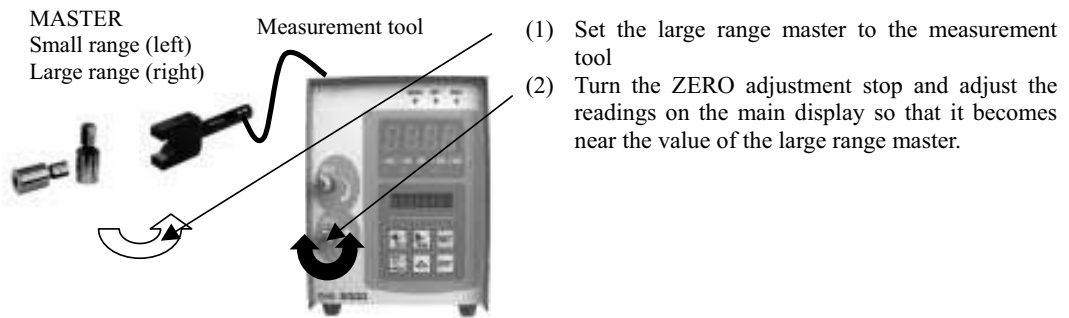 MASTER
Small range (left)
Large range (right)
Measurement tool
(1) Set the large range master to the measurement
tool
(2) Turn the ZERO adjustment stop and adjust the
readings on the main display so that it becomes
near the value of the large range master.